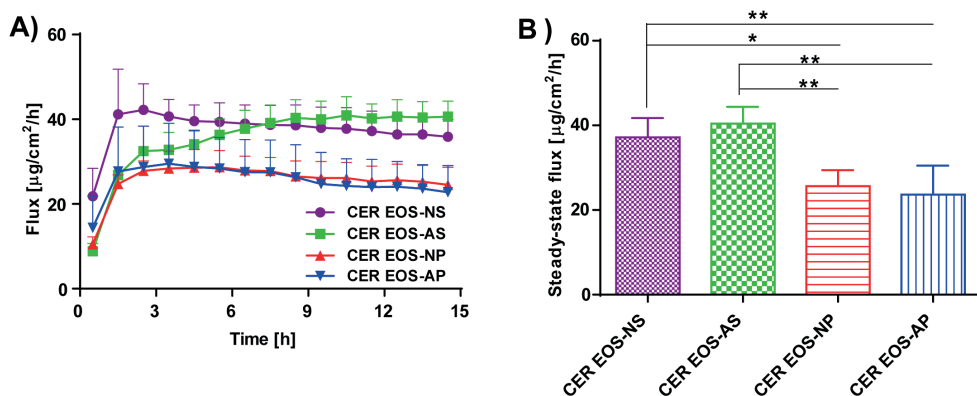 A)
Flux [µg/cm²/h]
60
40
20
0
0
3
6
9
12
15
Time [h]
CER EOS-NS
CER EOS-AS
CER EOS-NP
CER EOS-AP
B )
Steady-state flux [µg/cm²/h]
60
40
20
0
**
*
**
**
CER EOS-NS
CER EOS-AS
CER EOS-NP
CER EOS-AP